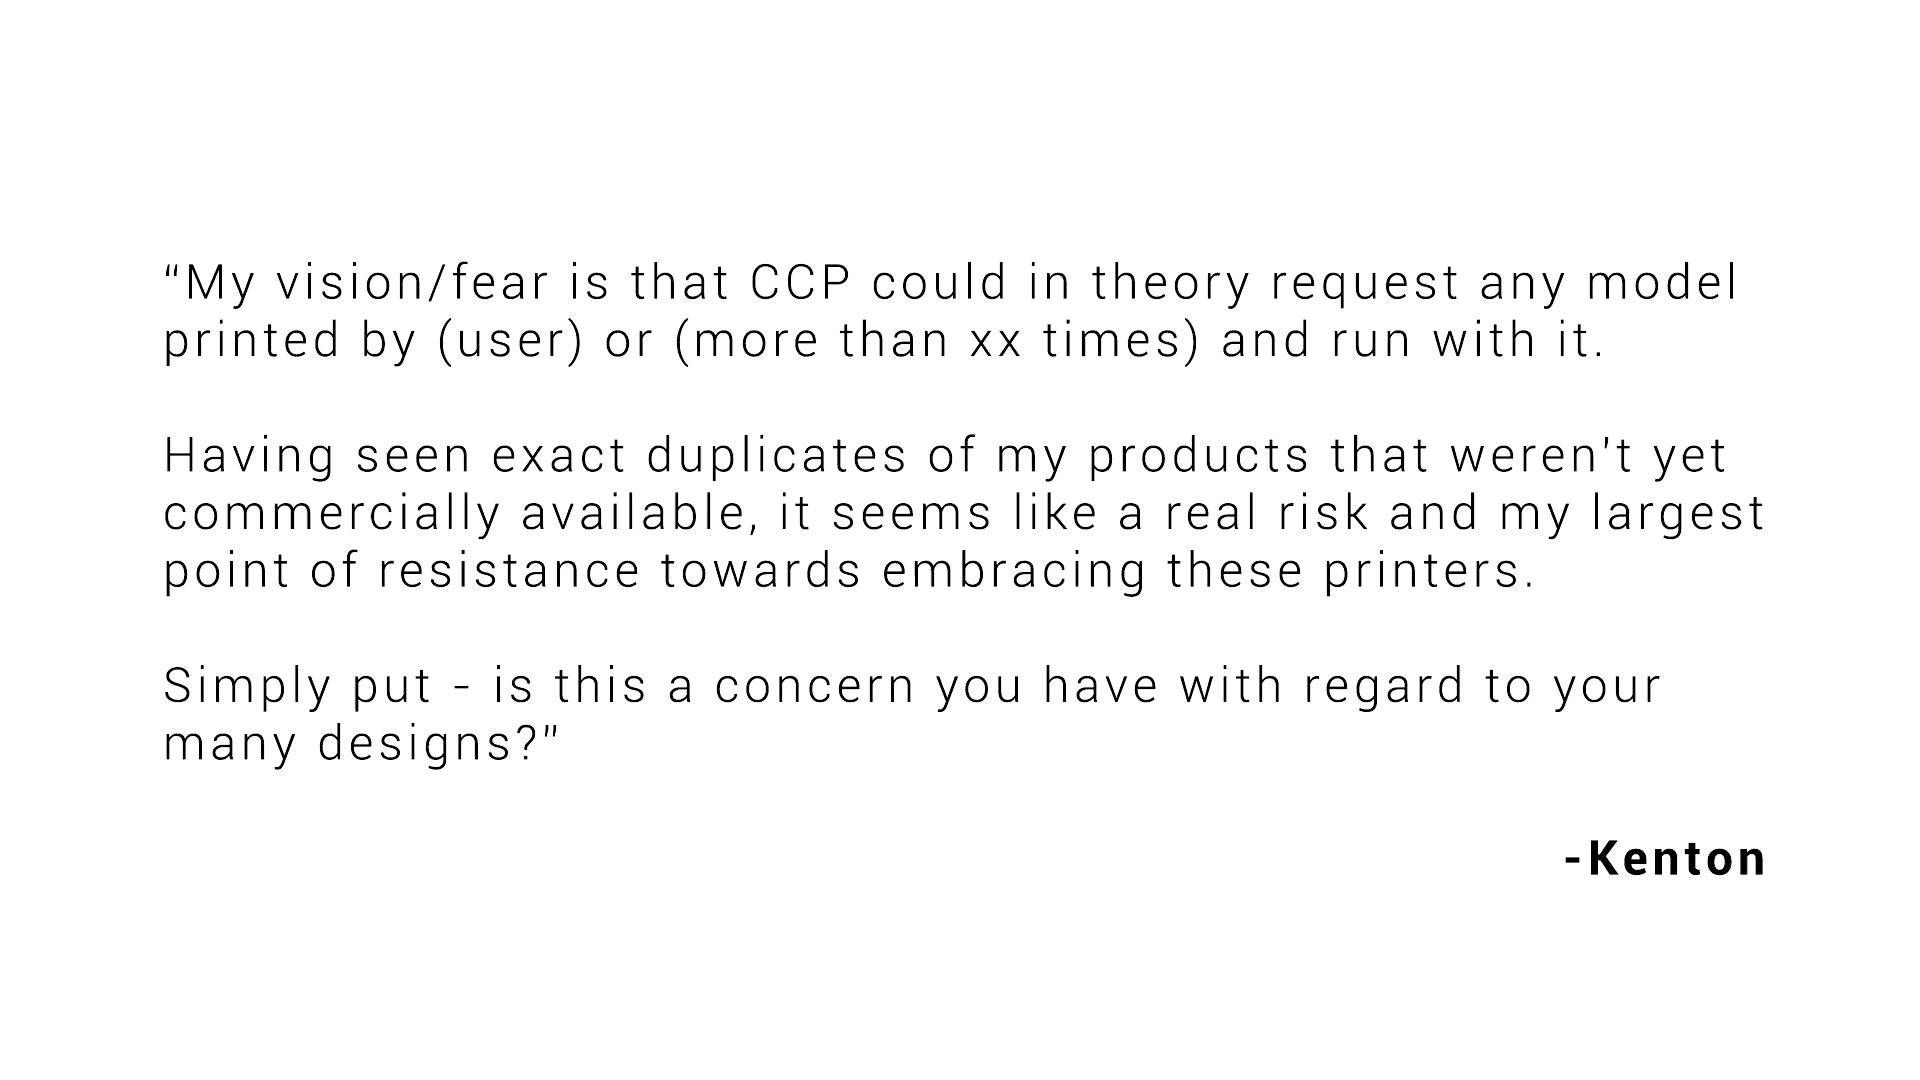 “My vision/fear is that CCP could in theory request any model
printed by (user) or (more than xx times) and run with it.
Having seen exact duplicates of my products that weren't yet
commercially available, it seems like a real risk and my largest
point of resistance towards embracing these printers.
Simply put - is this a concern you have with regard to your
many designs?”
-Kenton